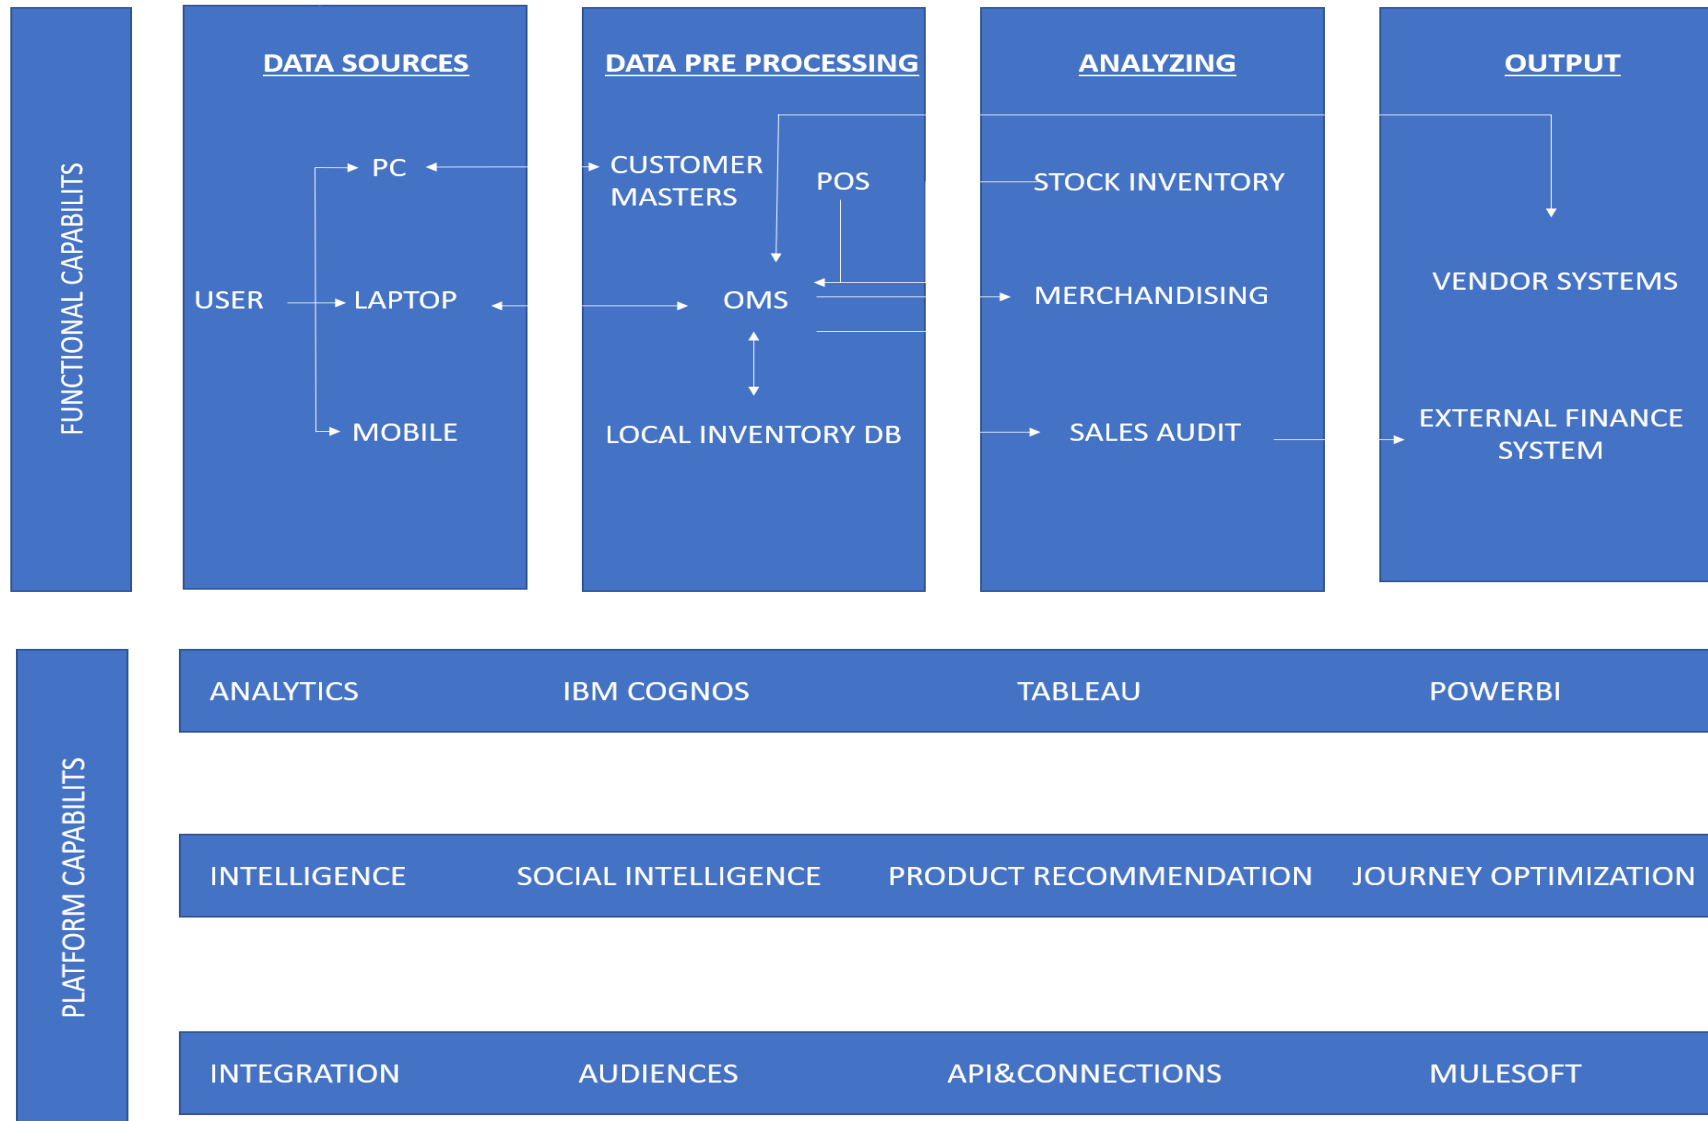 FUNCTIONAL CAPABILITS
DATA SOURCES
USER
PC
LAPTOP
MOBILE
DATA PRE PROCESSING
CUSTOMER
MASTERS
POS
OMS
LOCAL INVENTORY DB
ANALYZING
STOCK INVENTORY
MERCHANDISING
SALES AUDIT
OUTPUT
VENDOR SYSTEMS
EXTERNAL FINANCE
SYSTEM
PLATFORM CAPABILITS
ANALYTICS IBM COGNOS TABLEAU POWERBI
INTELLIGENCE SOCIAL INTELLIGENCE PRODUCT RECOMMENDATION JOURNEY OPTIMIZATION
INTEGRATION AUDIENCES API&CONNECTIONS MULESOFT